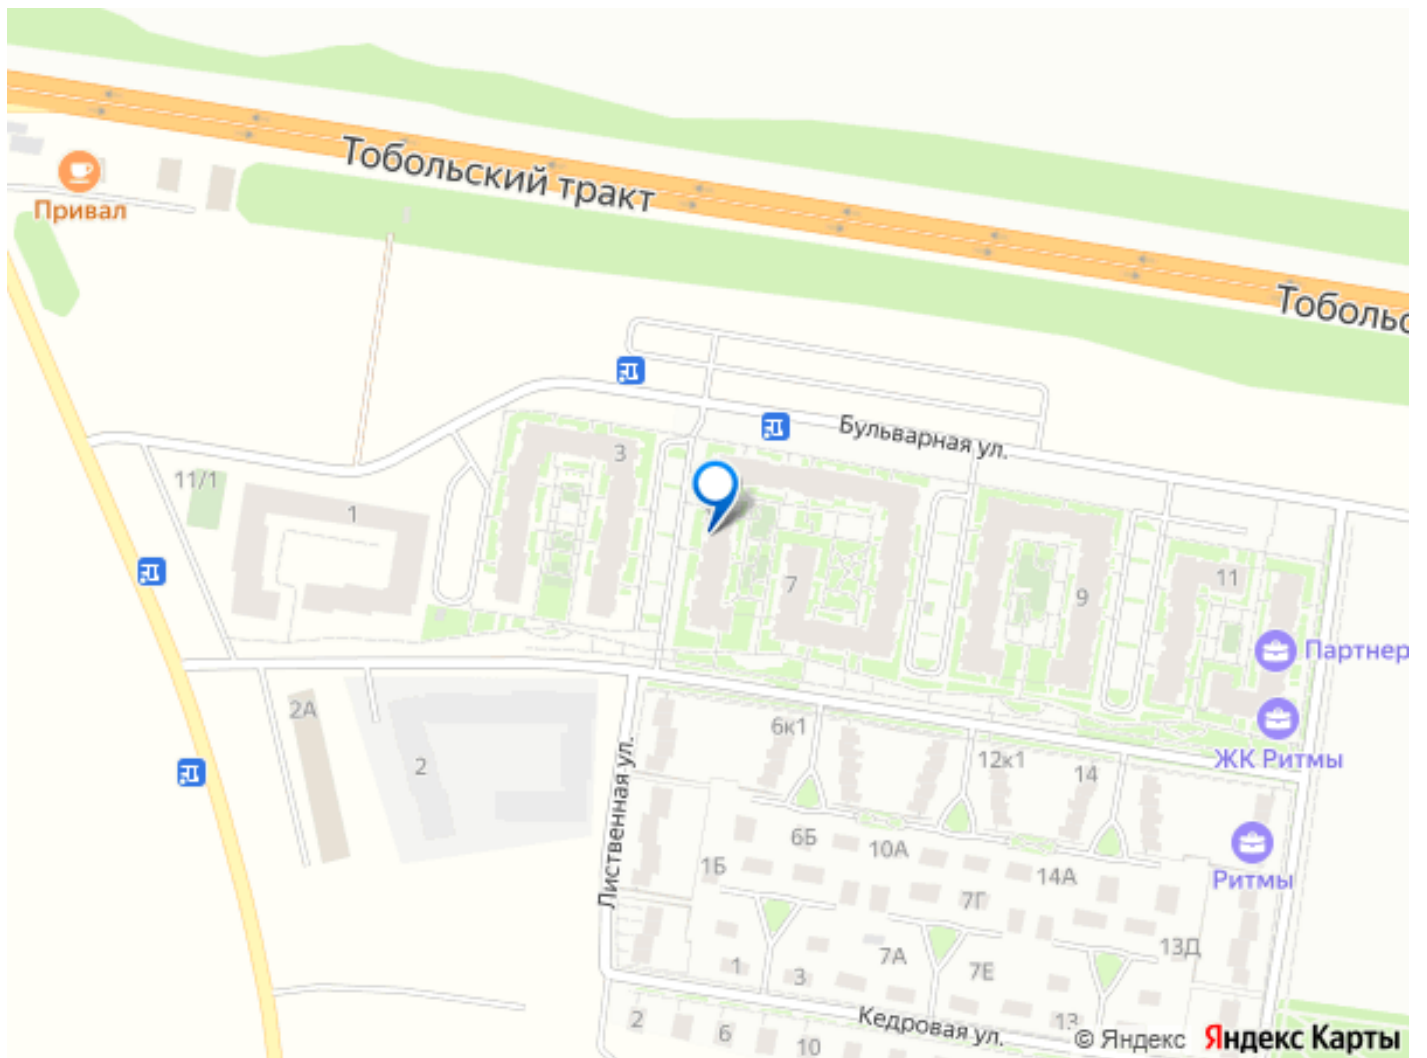 Тобольский тракт
Привал
Тобольс
Бульварная ул.
3
11/1
1
7
9
11
Партнер
2А
2
6к1
12к1
14
ЖК Ритмы
Лиственная ул.
6Б
10А
1Б
14А
Ритмы
7Г
7А
7Е
13Д
1
3
13
Кедровая ул.
2
6
10
© Яндекс Яндекс Карты